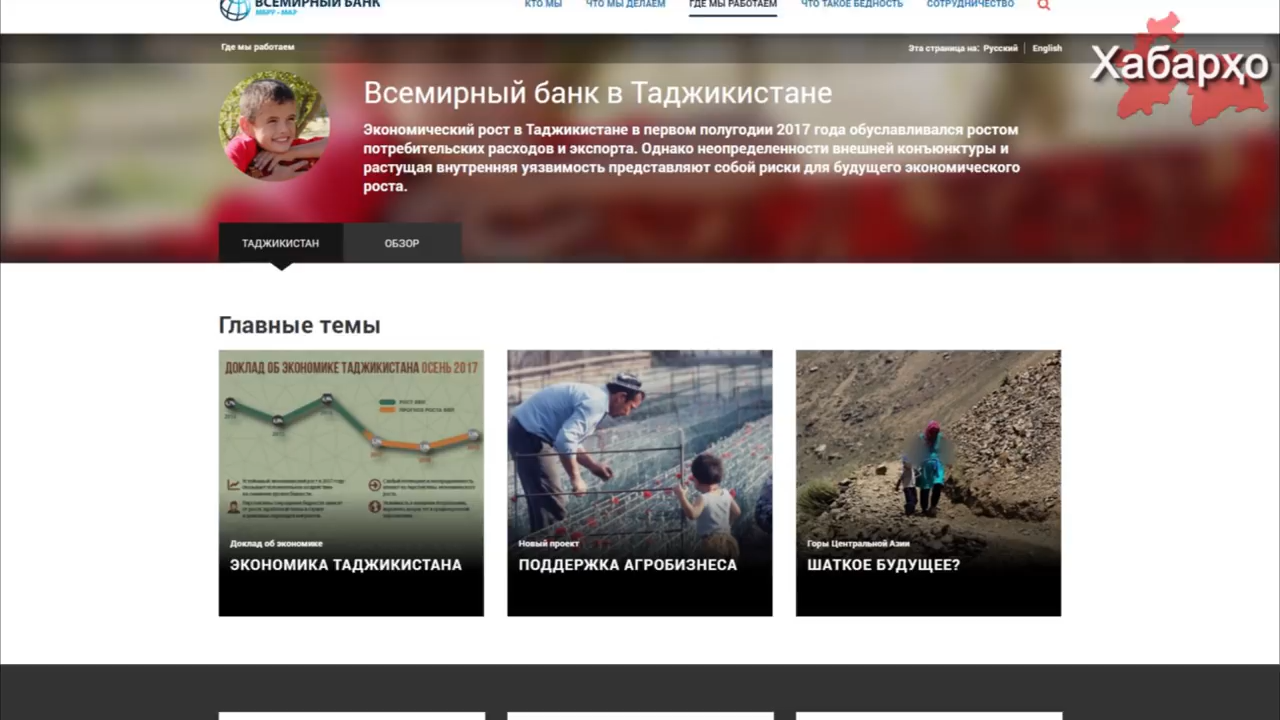 ВСЕМИРНЫЙ БАНК
МБРР - МАР
КТО МЫ
ЧТО МЫ ДЕЛАЕМ
ГДЕ МЫ РАБОТАЕМ
ЧТО ТАКОЕ БЕДНОСТЬ
СОТРУДНИЧЕСТВО
Где мы работаем
Эта страница на: Русский | English
Хабарҳо
Всемирный банк в Таджикистане
Экономический рост в Таджикистане в первом полугодии 2017 года обуславливался ростом
потребительских расходов и экспорта. Однако неопределенности внешней конъюнктуры и
растущая внутренняя уязвимость представляют собой риски для будущего экономического
роста.
ТАДЖИКИСТАН
ОБЗОР
Главные темы
ДОКЛАД ОБ ЭКОНОМИКЕ ТАДЖИКИСТАНА ОСЕНЬ 2017
Доклад об экономике
ЭКОНОМИКА ТАДЖИКИСТАНА
Новый проект
ПОДДЕРЖКА АГРОБИЗНЕСА
Горы Центральной Азии
ШАТКОЕ БУДУЩЕЕ?